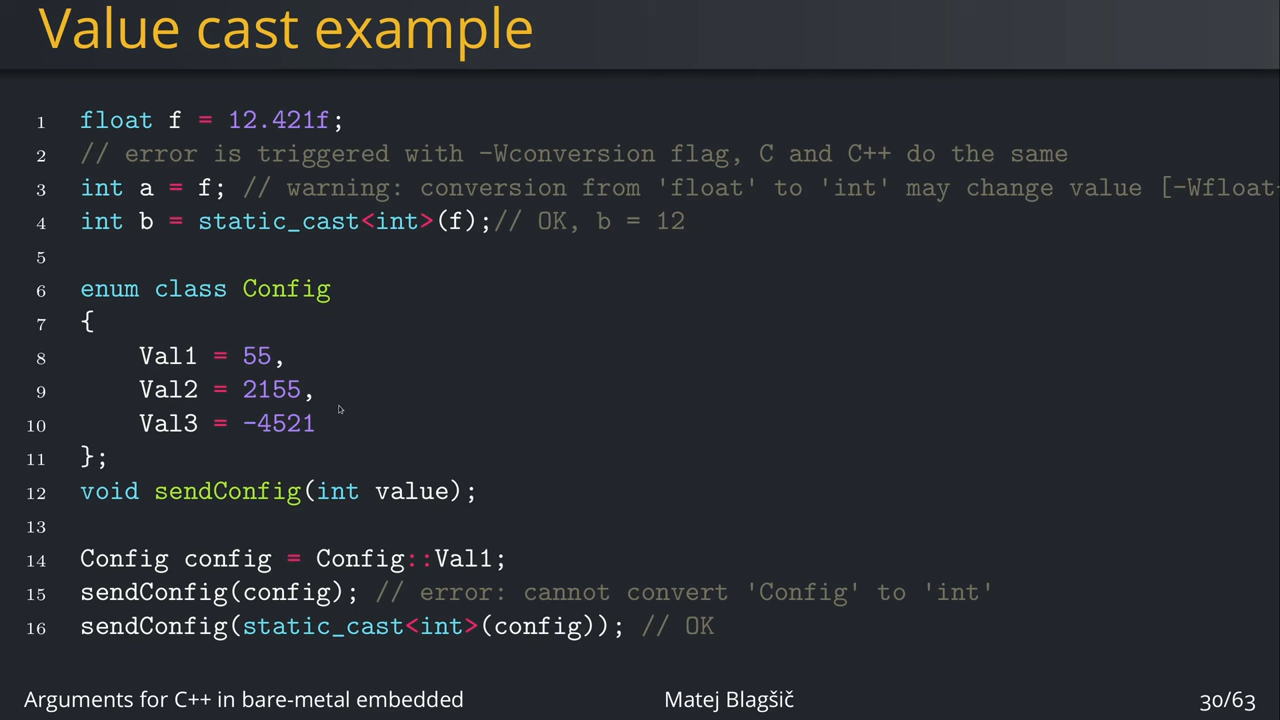 Value cast example
1 float f = 12.421f;
2 // error is triggered with -Wconversion flag, C and C++ do the same
3 int a = f; // warning: conversion from 'float' to 'int' may change value [-Wfloat
4 int b = static_cast<int>(f);// OK, b = 12
5
6 enum class Config
7 {
8 Val1 = 55,
9 Val2 = 2155,
10 Val3 = -4521
11 };
12 void sendConfig(int value);
13
14 Config config = Config::Val1;
15 sendConfig(config); // error: cannot convert 'Config' to 'int'
16 sendConfig(static_cast<int>(config)); // OK
Arguments for C++ in bare-metal embedded Matej Blagšič 30/63